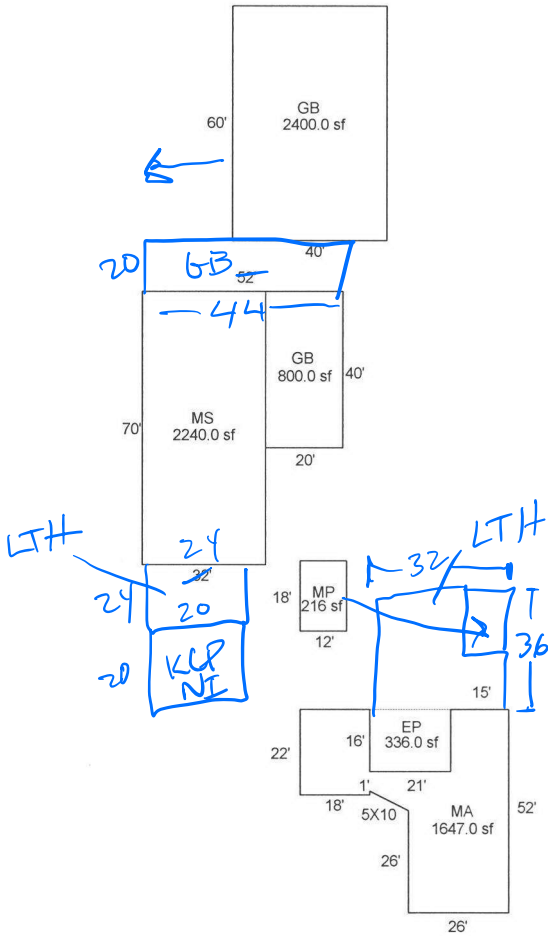 GB
2400.0 sf
60'
40'
20
GB
52'
44
GB
800.0 sf
40'
MS
2240.0 sf
70'
20'
LTH
24
32'
24
20
20
KCP
NI
LTH
32
18'
MP
216 sf
12'
36
15'
EP
336.0 sf
16'
22'
1'
21'
18'
5X10
MA
1647.0 sf
52'
26'
26'